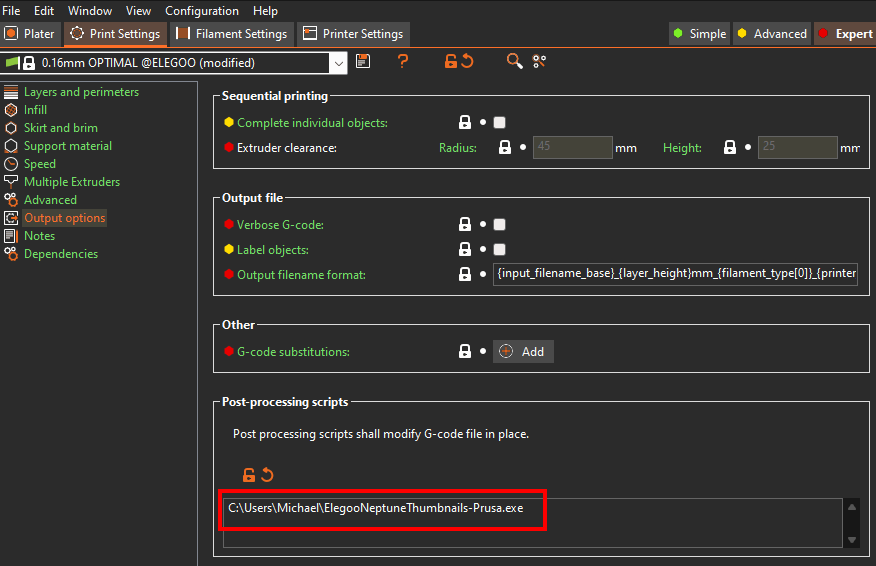 File Edit Window View Configuration Help
Plater Print Settings Filament Settings Printer Settings Simple Advanced Expert
0.16mm OPTIMAL @ELEGOO (modified)
Layers and perimeters
Infill
Skirt and brim
Support material
Speed
Multiple Extruders
Advanced
Output options
Notes
Dependencies
Sequential printing
Complete individual objects:
Extruder clearance: Radius: 45 mm Height: 25 mm
Output file
Verbose G-code:
Label objects:
Output filename format: {input_filename_base}_{layer_height}mm_{filament_type[0]}_{printer
Other
G-code substitutions: Add
Post-processing scripts
Post processing scripts shall modify G-code file in place.
C:\Users\Michael\ElegooNeptuneThumbnails-Prusa.exe